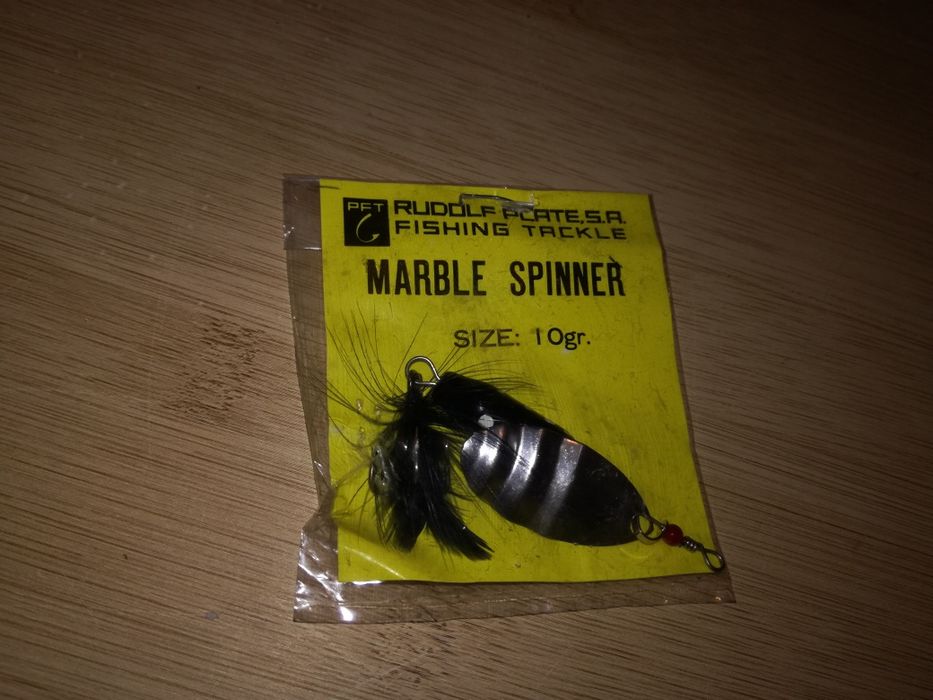 PFT
RUDOLF PLATE, S.A.
FISHING TACKLE
MARBLE SPINNER
SIZE: 10gr.